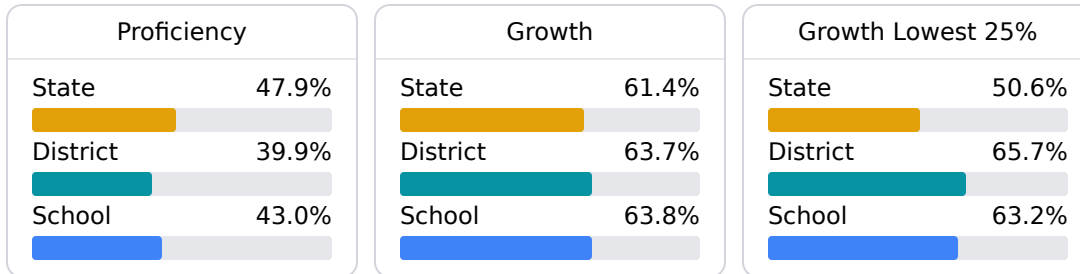 Proficiency
State 47.9%
District 39.9%
School 43.0%
Growth
State 61.4%
District 63.7%
School 63.8%
Growth Lowest 25%
State 50.6%
District 65.7%
School 63.2%